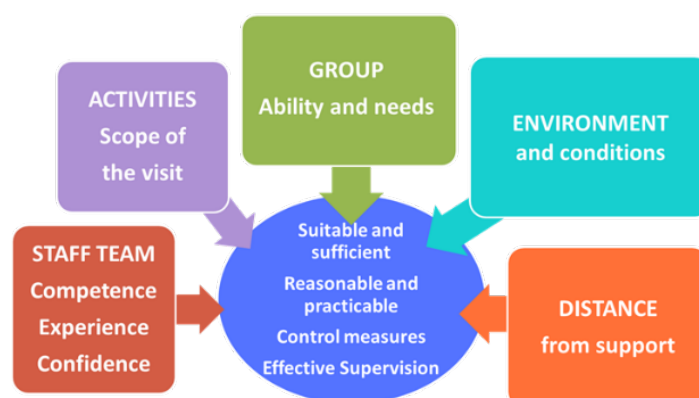 GROUP
Ability and needs
ACTIVITIES
Scope of
the visit
ENVIRONMENT
and conditions
STAFF TEAM
Competence
Experience
Confidence
Suitable and
sufficient
Reasonable and
practicable
Control measures
Effective Supervision
DISTANCE
from support